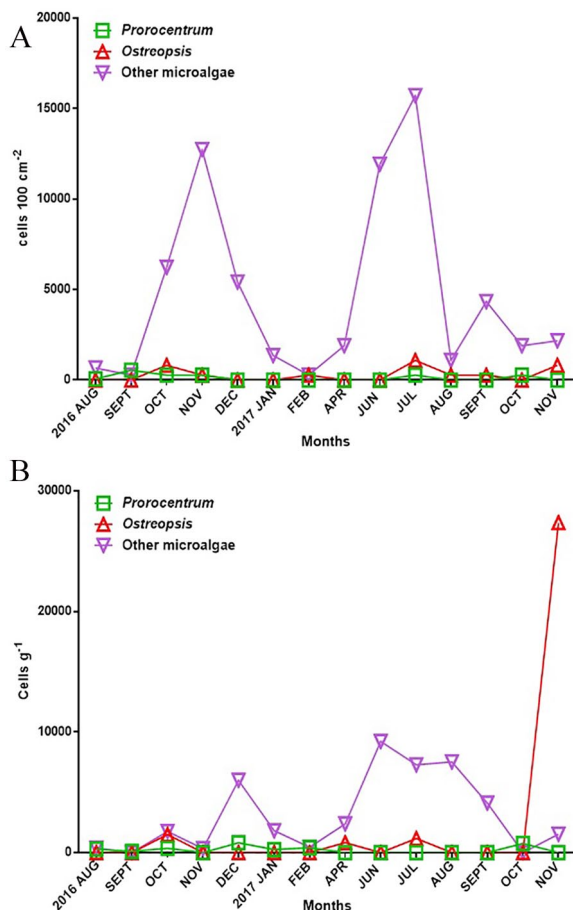 A
20000
15000
10000
5000
0
cells 100 cm-2
Prorocentrum
Ostreopsis
Other microalgae
2016 AUG
SEPT
OCT
NOV
DEC
2017 JAN
FEB
APR
JUN
JUL
AUG
SEPT
OCT
NOV
Months
B
30000
20000
10000
0
Cells g-1
Prorocentrum
Ostreopsis
Other microalgae
2016 AUG
SEPT
OCT
NOV
DEC
2017 JAN
FEB
APR
JUN
JUL
AUG
SEPT
OCT
NOV
Months